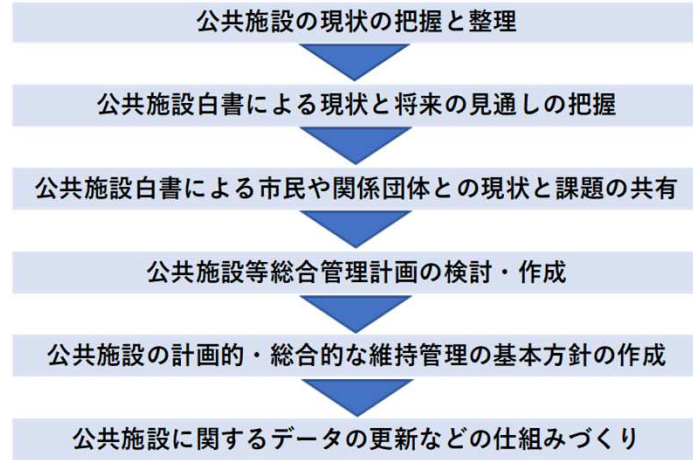 公共施設の現状の把握と整理
公共施設白書による現状と将来の見通しの把握
公共施設白書による市民や関係団体との現状と課題の共有
公共施設等総合管理計画の検討・作成
公共施設の計画的・総合的な維持管理の基本方針の作成
公共施設に関するデータの更新などの仕組みづくり